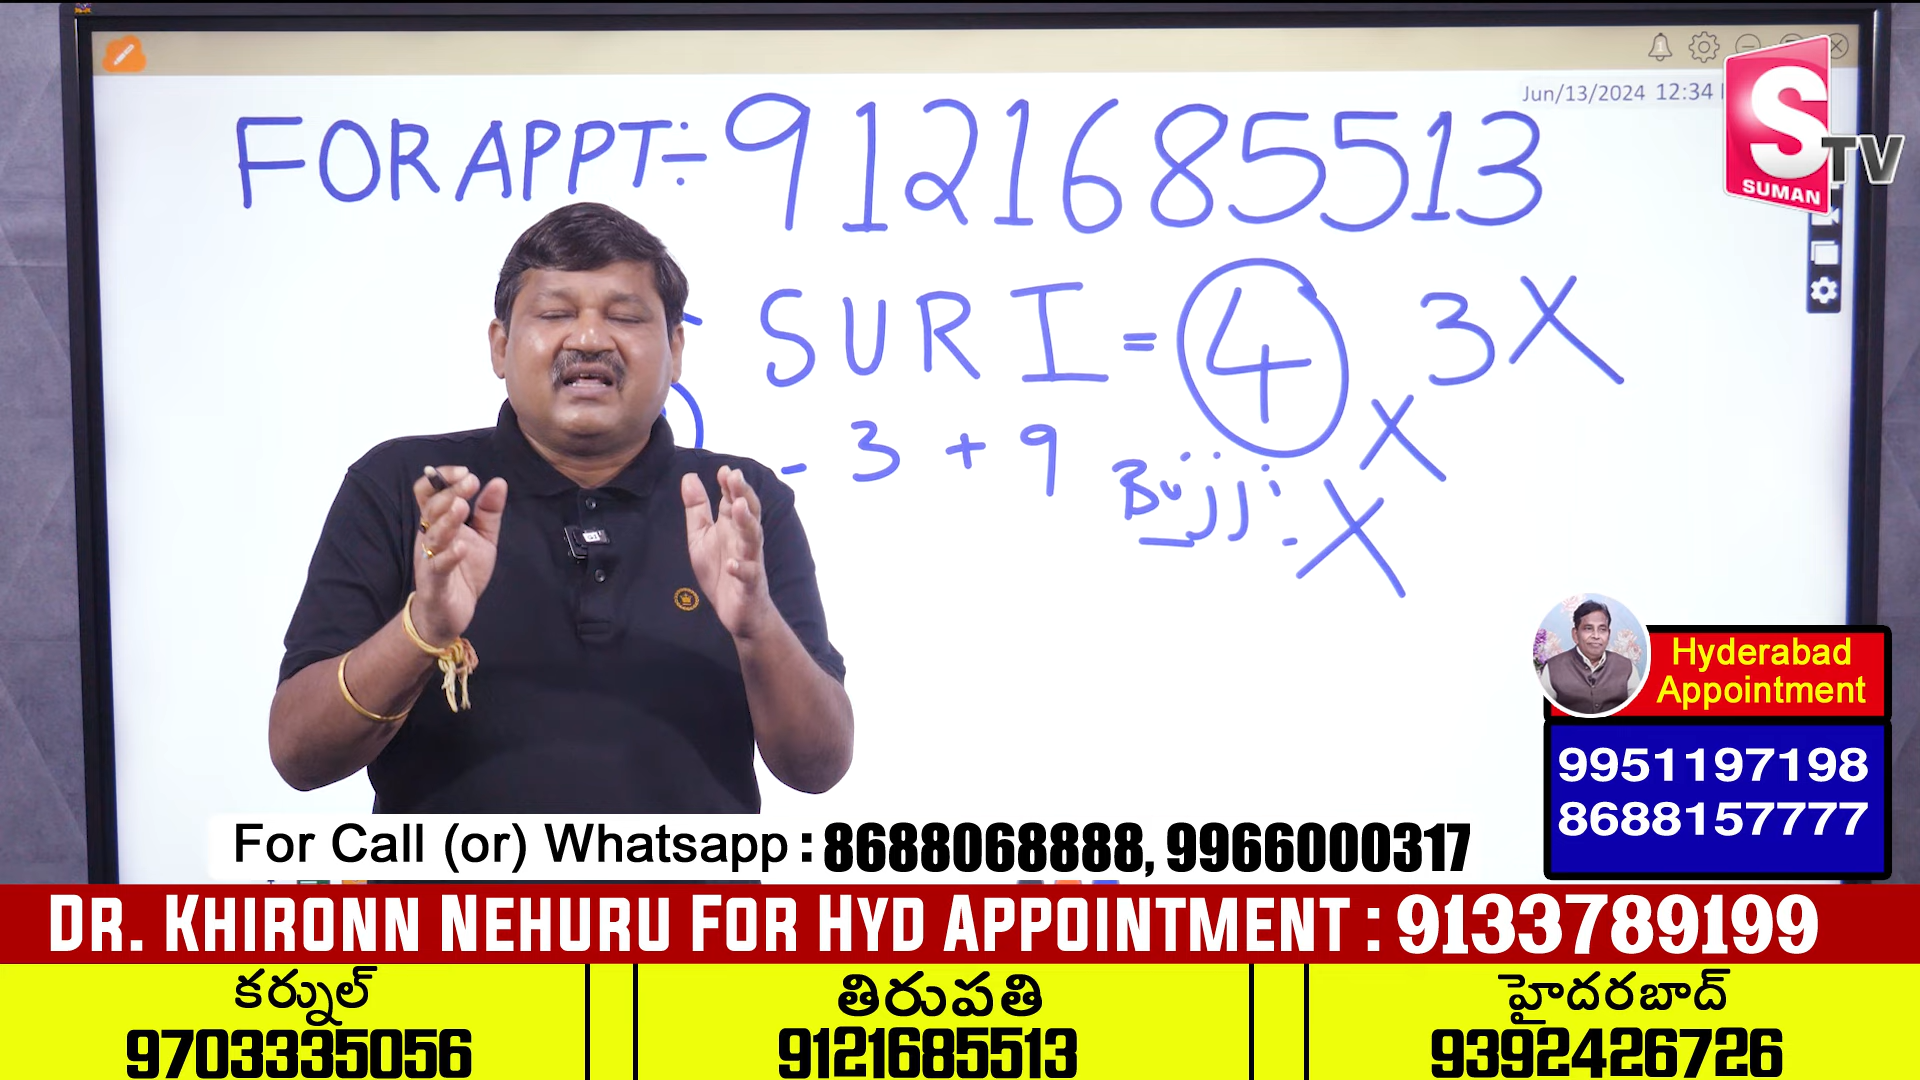 Jun/13/2024 12:34
FOR APPT:- 9121685513
S
TV
SUMAN
SURI = 4 3X
- 3 + 9 X
Bujji - X
Hyderabad
Appointment
9951197198
8688157777
For Call (or) Whatsapp : 8688068888, 9966000317
DR. KHIRONN NEHURU FOR HYD APPOINTMENT : 9133789199
కర్నూల్
9703335056
తిరుపతి
9121685513
హైదరబాద్
9392426726